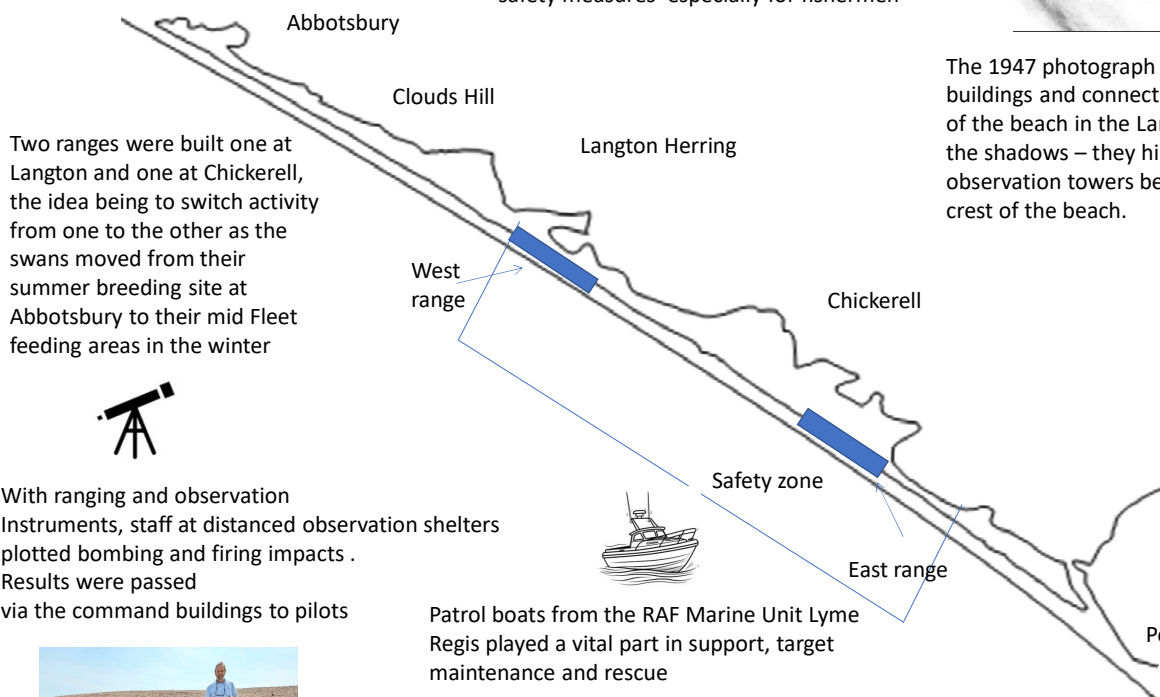 safety measures especially for fishermen
Abbotsbury
Clouds Hill
Langton Herring
The 1947 photograph
buildings and connect
of the beach in the Lan
the shadows – they hi
observation towers be
crest of the beach.
Two ranges were built one at
Langton and one at Chickerell,
the idea being to switch activity
from one to the other as the
swans moved from their
summer breeding site at
Abbotsbury to their mid Fleet
feeding areas in the winter
West
range
Chickerell
Safety zone
East range
With ranging and observation
Instruments, staff at distanced observation shelters
plotted bombing and firing impacts .
Results were passed
via the command buildings to pilots
Patrol boats from the RAF Marine Unit Lyme
Regis played a vital part in support, target
maintenance and rescue